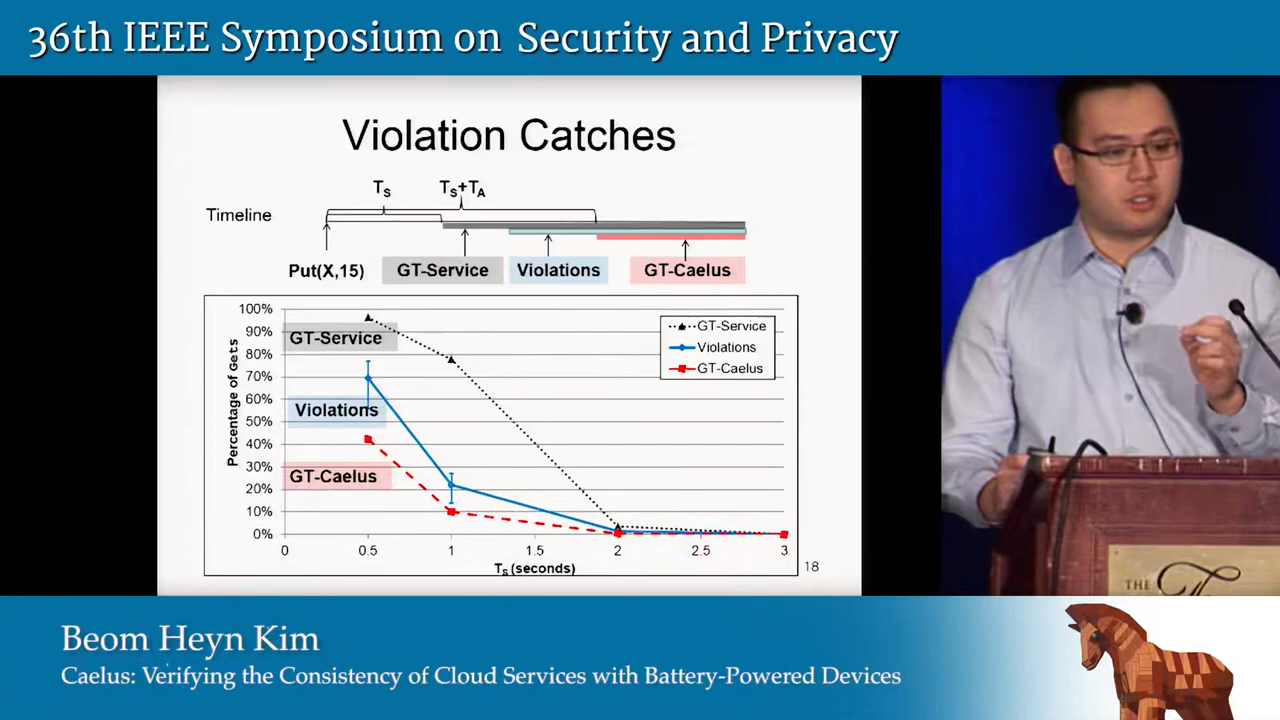 36th IEEE Symposium on Security and Privacy
Violation Catches
TS
TS+TA
Timeline
Put(X,15)
GT-Service
Violations
GT-Caelus
100%
90%
80%
70%
60%
50%
40%
30%
20%
10%
0%
Percentage of Gets
GT-Service
Violations
GT-Caelus
GT-Service
Violations
GT-Caelus
0 0.5 1 1.5 2 2.5 3
TS (seconds)
18
THE
Beom Heyn Kim
Caelus: Verifying the Consistency of Cloud Services with Battery-Powered Devices